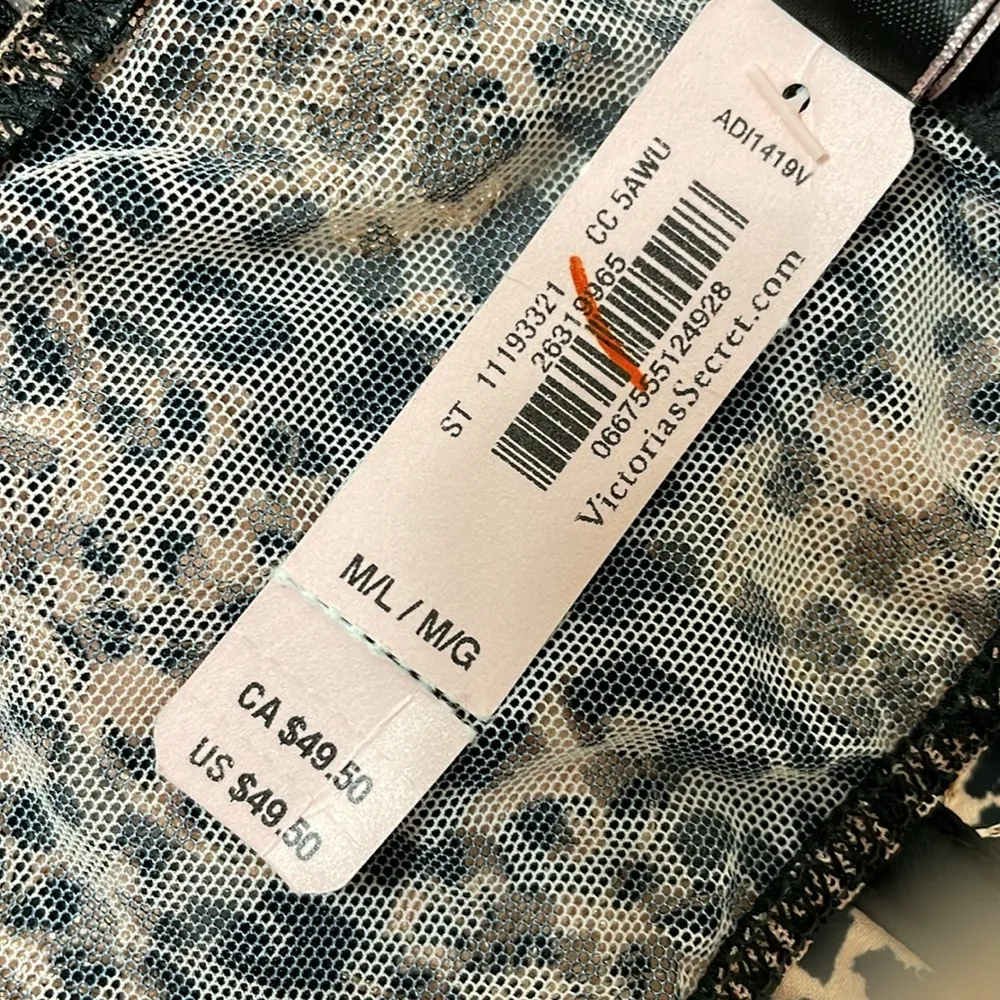 ADI1419V
ST 11193321 CC 5AWU
26319965
0667555124928
VictoriasSecret.com
M/L / M/G
CA $49.50
US $49.50